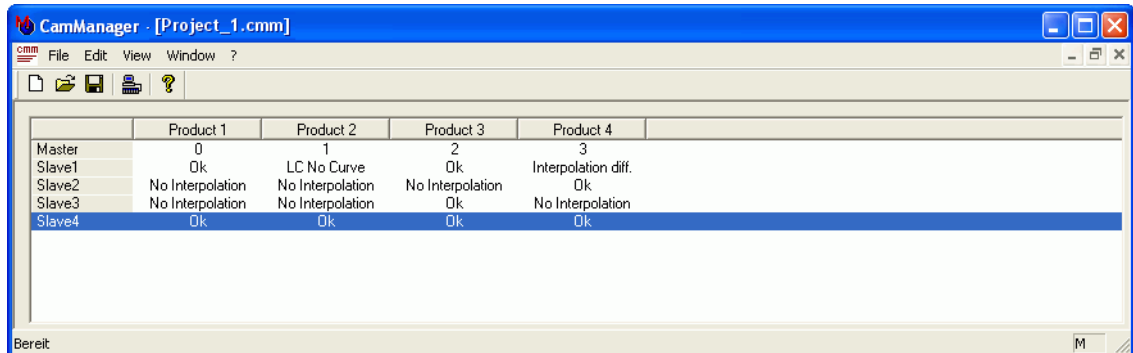 CamManager - [Project_1.cmm]
cmm File Edit View Window ?
Product 1 Product 2 Product 3 Product 4
Master 0 1 2 3
Slave1 Ok LC No Curve Ok Interpolation diff.
Slave2 No Interpolation No Interpolation No Interpolation Ok
Slave3 No Interpolation No Interpolation Ok No Interpolation
Slave4 Ok Ok Ok Ok
Bereit M